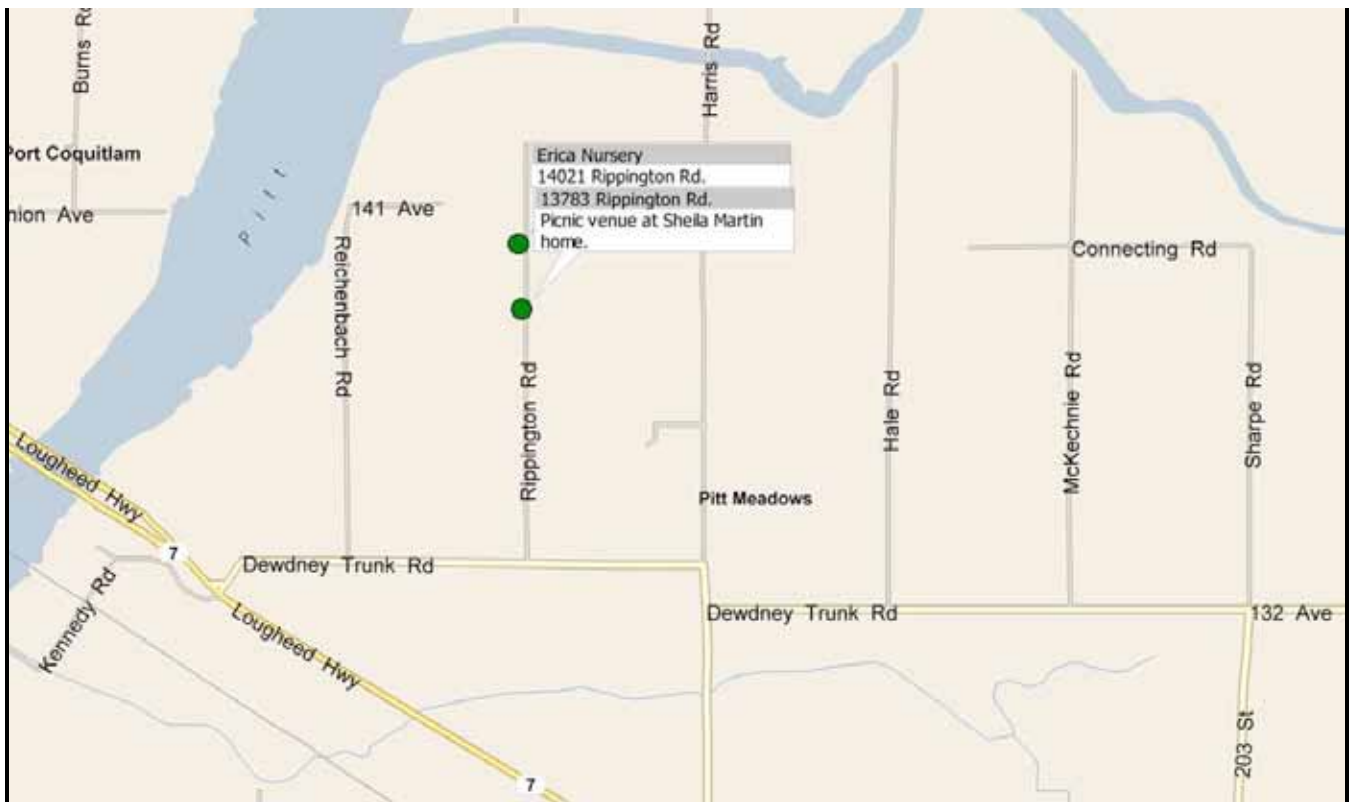 Burns Rd
Harris Rd
Port Coquitlam
nion Ave
Pitt
141 Ave
Erica Nursery
14021 Rippington Rd.
13783 Rippington Rd.
Picnic venue at Sheila Martin
home.
Connecting Rd
Reichenbach Rd
Rippington Rd
Hale Rd
McKechnie Rd
Sharpe Rd
Lougheed Hwy
Pitt Meadows
7
Dewdney Trunk Rd
Kennedy Rd
Lougheed Hwy
Dewdney Trunk Rd
132 Ave
203 St
7